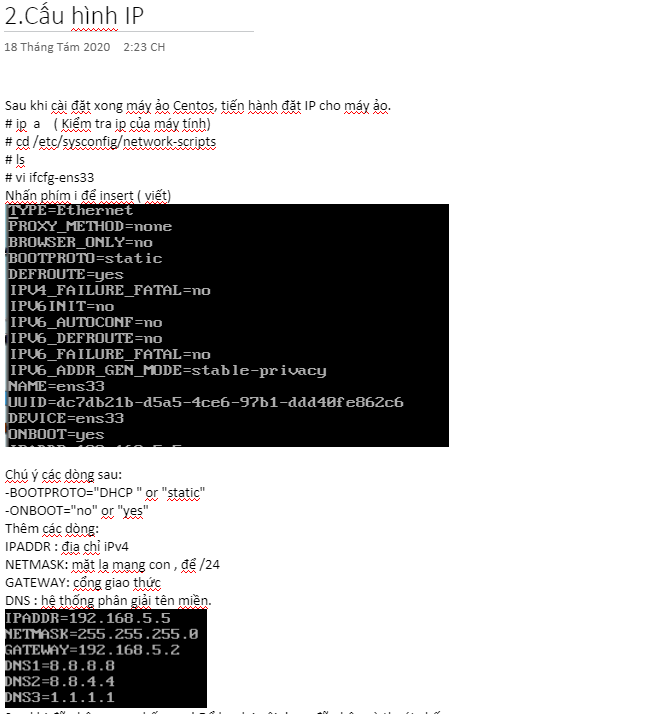 2.Cấu hình IP
18 Tháng Tám 2020 2:23 CH
Sau khi cài đặt xong máy ảo Centos, tiến hành đặt IP cho máy ảo.
# ip a ( Kiểm tra ip của máy tính)
# cd /etc/sysconfig/network-scripts
# ls
# vi ifcfg-ens33
Nhấn phím i để insert ( viết)
TYPE=Ethernet
PROXY_METHOD=none
BROWSER_ONLY=no
BOOTPROTO=static
DEFROUTE=yes
IPV4_FAILURE_FATAL=no
IPV6INIT=no
IPV6_AUTOCONF=no
IPV6_DEFROUTE=no
IPV6_FAILURE_FATAL=no
IPV6_ADDR_GEN_MODE=stable-privacy
NAME=ens33
UUID=dc7db21b-d5a5-4ce6-97b1-ddd40fe862c6
DEVICE=ens33
ONBOOT=yes
Chú ý các dòng sau:
-BOOTPROTO="DHCP " or "static"
-ONBOOT="no" or "yes"
Thêm các dòng:
IPADDR : địa chỉ iPv4
NETMASK: mặt lạ mạng con , để /24
GATEWAY: cổng giao thức
DNS : hệ thống phân giải tên miền.
IPADDR=192.168.5.5
NETMASK=255.255.255.0
GATEWAY=192.168.5.2
DNS1=8.8.8.8
DNS2=8.8.4.4
DNS3=1.1.1.1